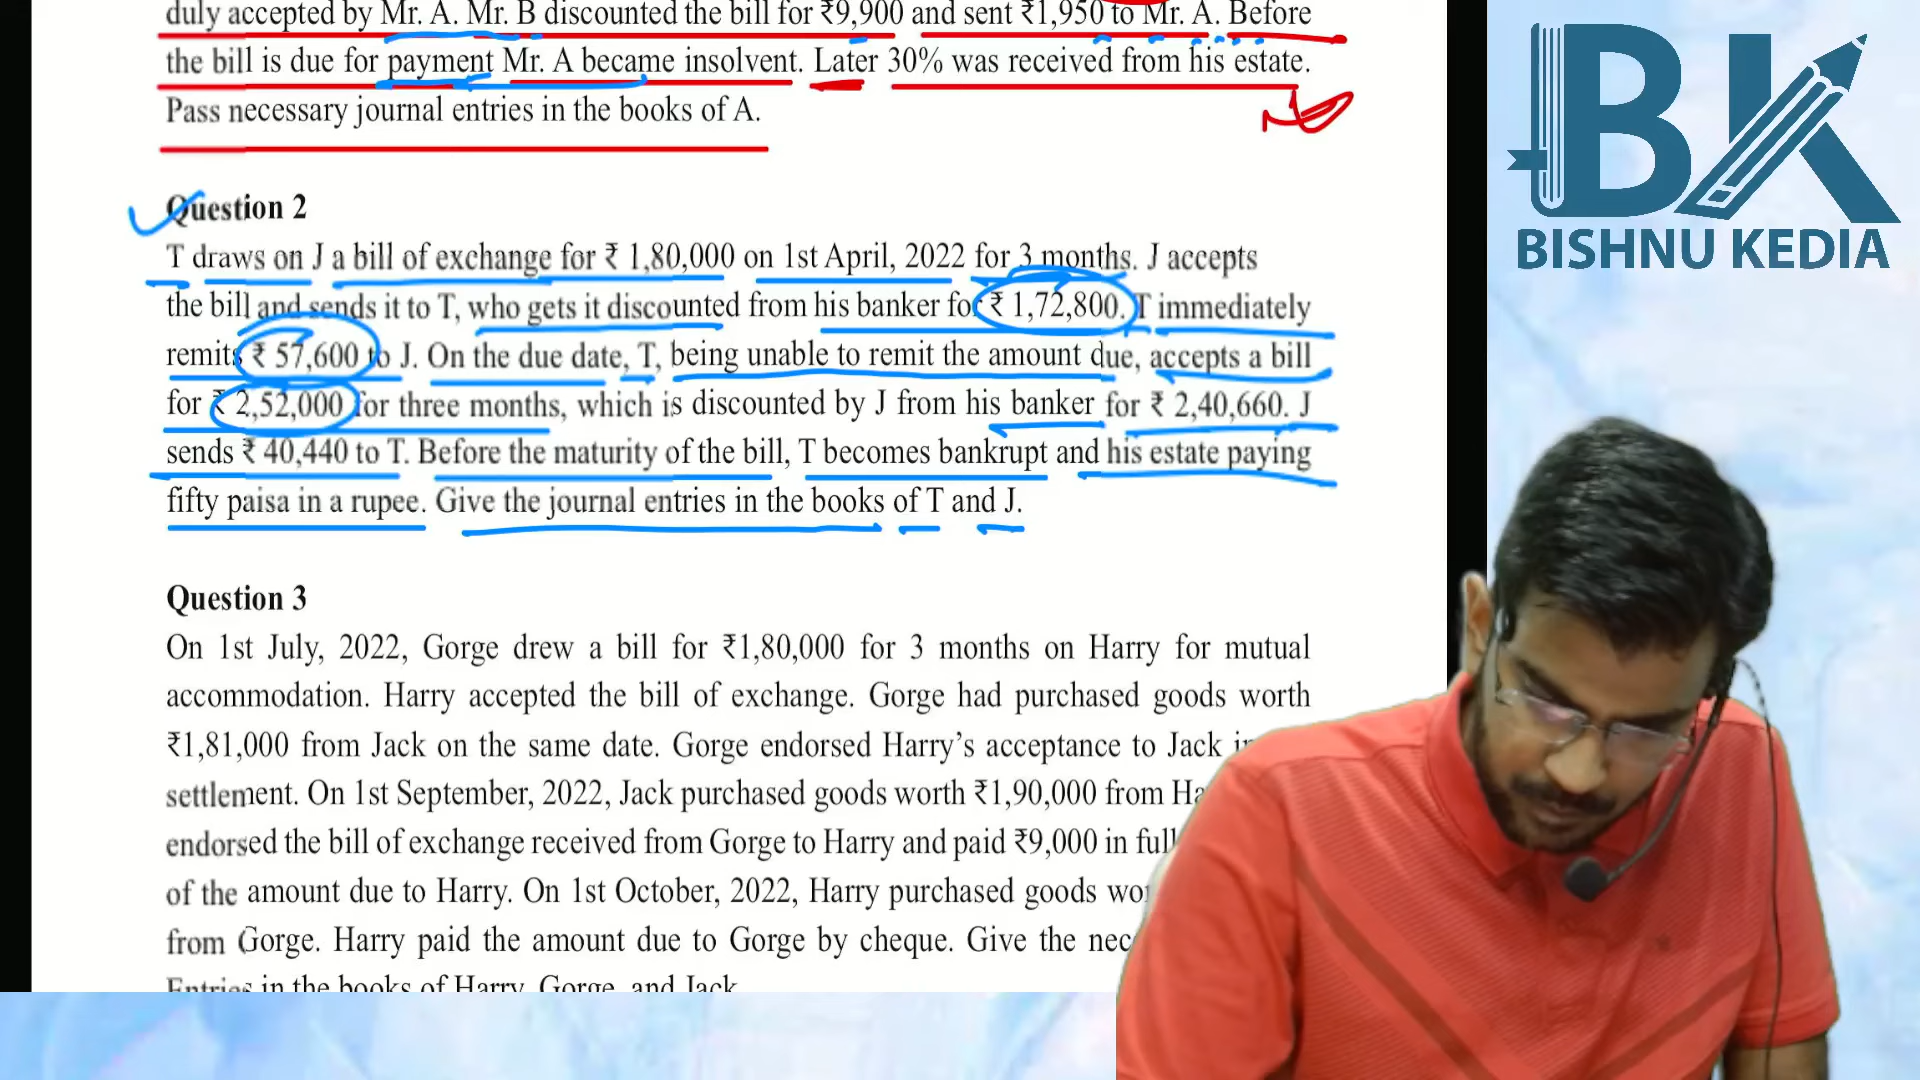 duly accepted by Mr. A. Mr. B discounted the bill for ₹9,900 and sent ₹1,950 to Mr. A. Before
the bill is due for payment Mr. A became insolvent. Later 30% was received from his estate.
Pass necessary journal entries in the books of A.
Question 2
T draws on J a bill of exchange for ₹ 1,80,000 on 1st April, 2022 for 3 months. J accepts
the bill and sends it to T, who gets it discounted from his banker for ₹ 1,72,800. T immediately
remits ₹ 57,600 to J. On the due date, T, being unable to remit the amount due, accepts a bill
for ₹ 2,52,000 for three months, which is discounted by J from his banker for ₹ 2,40,660. J
sends ₹ 40,440 to T. Before the maturity of the bill, T becomes bankrupt and his estate paying
fifty paisa in a rupee. Give the journal entries in the books of T and J.
Question 3
On 1st July, 2022, Gorge drew a bill for ₹1,80,000 for 3 months on Harry for mutual
accommodation. Harry accepted the bill of exchange. Gorge had purchased goods worth
₹1,81,000 from Jack on the same date. Gorge endorsed Harry's acceptance to Jack
settlement. On 1st September, 2022, Jack purchased goods worth ₹1,90,000 from
endorsed the bill of exchange received from Gorge to Harry and paid ₹9,000 in full
of the amount due to Harry. On 1st October, 2022, Harry purchased goods
from Gorge. Harry paid the amount due to Gorge by cheque. Give the
Entries in the books of Harry, Gorge, and Jack
BK
BISHNU KEDIA